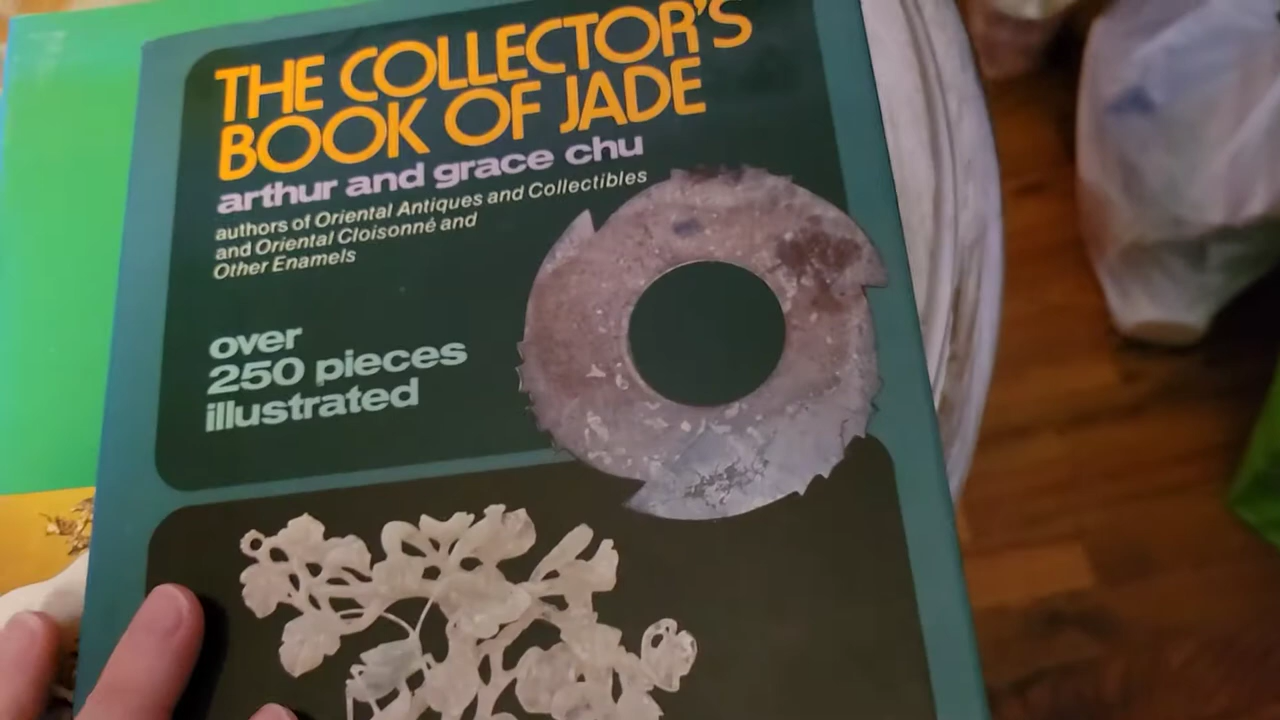 THE COLLECTOR'S
BOOK OF JADE
arthur and grace chu
authors of Oriental Antiques and Collectibles
and Oriental Cloisonné and
Other Enamels
over
250 pieces
illustrated